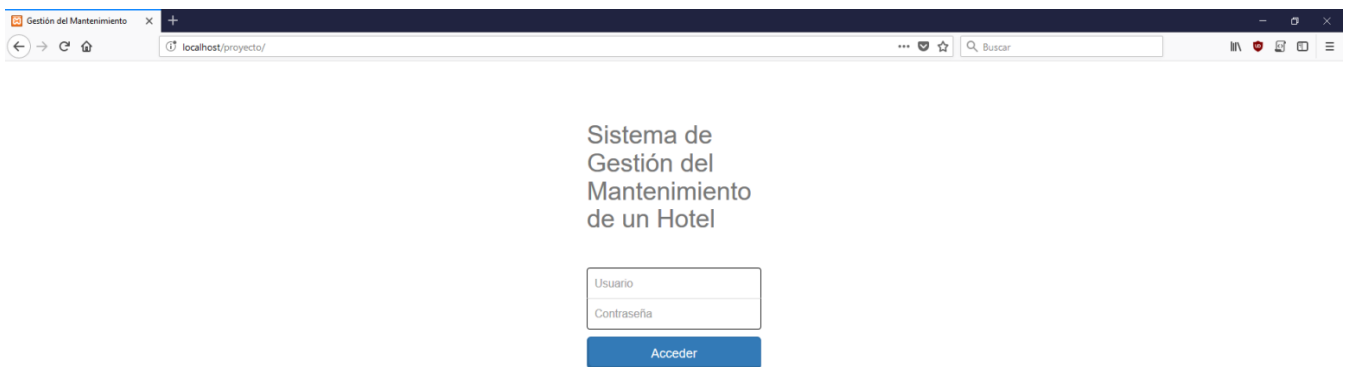 Gestión del Mantenimiento
localhost/proyecto/
Buscar
Sistema de
Gestión del
Mantenimiento
de un Hotel
Usuario
Contraseña
Acceder